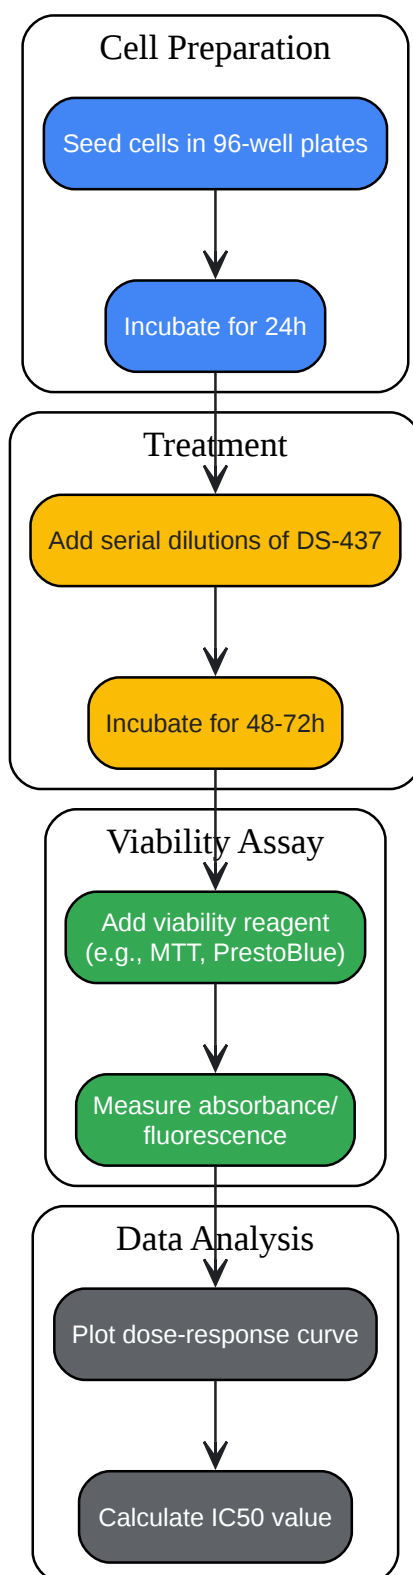 Cell Preparation
Seed cells in 96-well plates
Incubate for 24h
Treatment
Add serial dilutions of DS-437
Incubate for 48-72h
Viability Assay
Add viability reagent
(e.g., MTT, PrestoBlue)
Measure absorbance/
fluorescence
Data Analysis
Plot dose-response curve
Calculate IC50 value